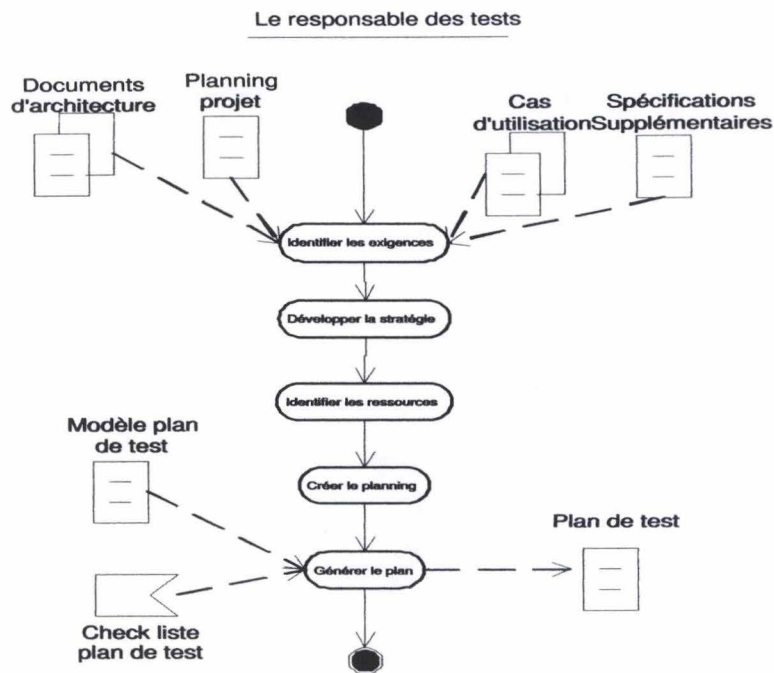 Le responsable des tests
Documents
d'architecture
Planning
projet
Cas
d'utilisation
Spécifications
Supplémentaires
Identifier les exigences
Développer la stratégie
Identifier les ressources
Modèle plan
de test
Créer le planning
Plan de test
Générer le plan
Check liste
plan de test